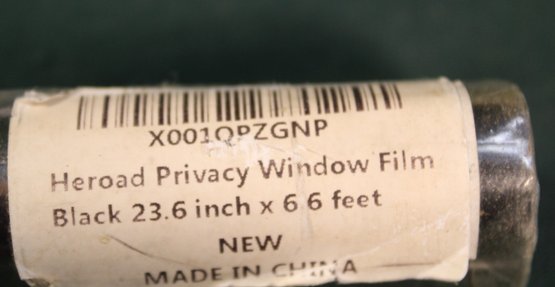 X001QPZGNP
Heroad Privacy Window Film
Black 23.6 inch x 6 6 feet
NEW
MADE IN CHINA